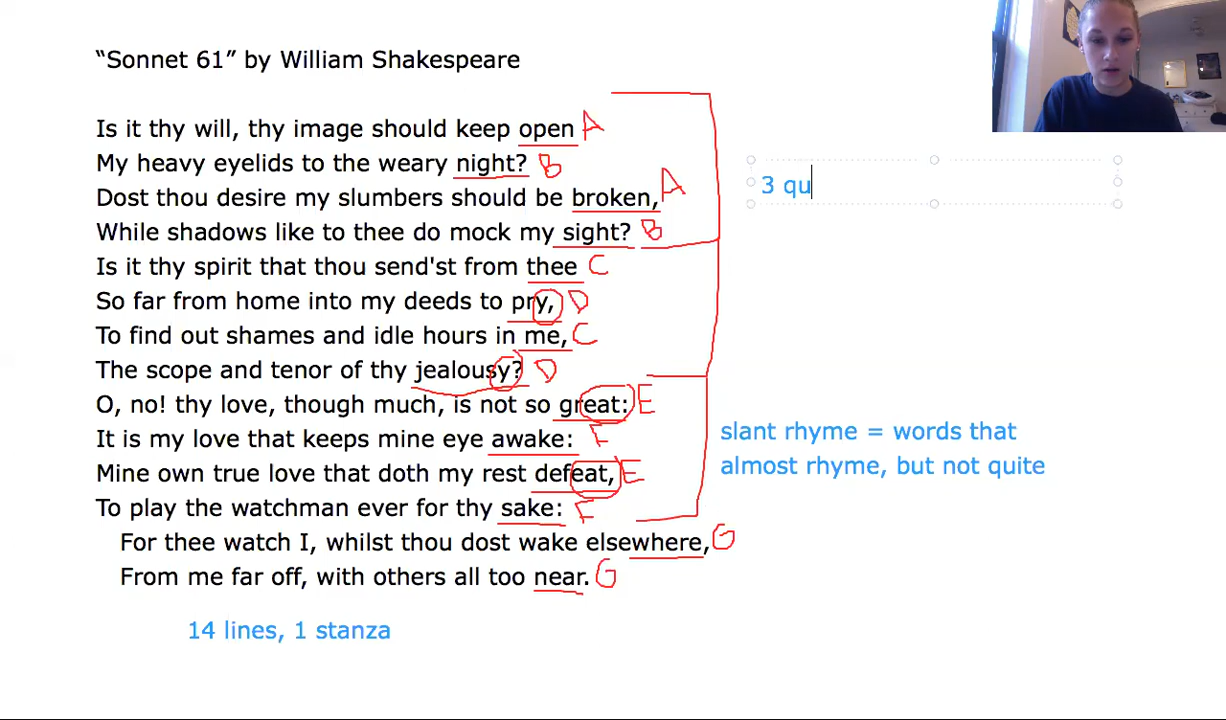 “Sonnet 61” by William Shakespeare
Is it thy will, thy image should keep open A
My heavy eyelids to the weary night? B
Dost thou desire my slumbers should be broken, A
While shadows like to thee do mock my sight? B
Is it thy spirit that thou send'st from thee C
So far from home into my deeds to pry, D
To find out shames and idle hours in me, C
The scope and tenor of thy jealousy? D
O, no! thy love, though much, is not so great: E
It is my love that keeps mine eye awake: F
Mine own true love that doth my rest defeat, E
To play the watchman ever for thy sake: F
For thee watch I, whilst thou dost wake elsewhere, G
From me far off, with others all too near. G
14 lines, 1 stanza
3 qu
slant rhyme = words that
almost rhyme, but not quite